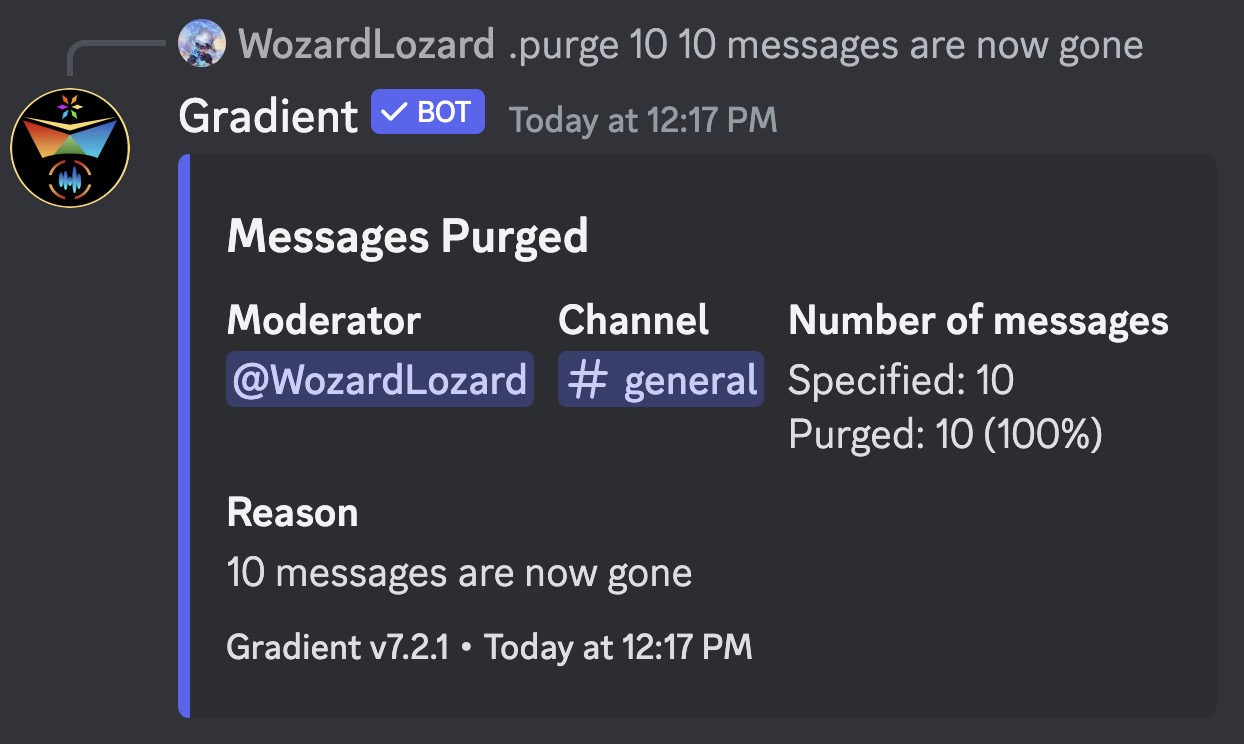 WozardLozard .purge 10 10 messages are now gone
Gradient ✓ BOT Today at 12:17 PM
Messages Purged
Moderator Channel Number of messages
@WozardLozard # general Specified: 10
Purged: 10 (100%)
Reason
10 messages are now gone
Gradient v7.2.1 • Today at 12:17 PM